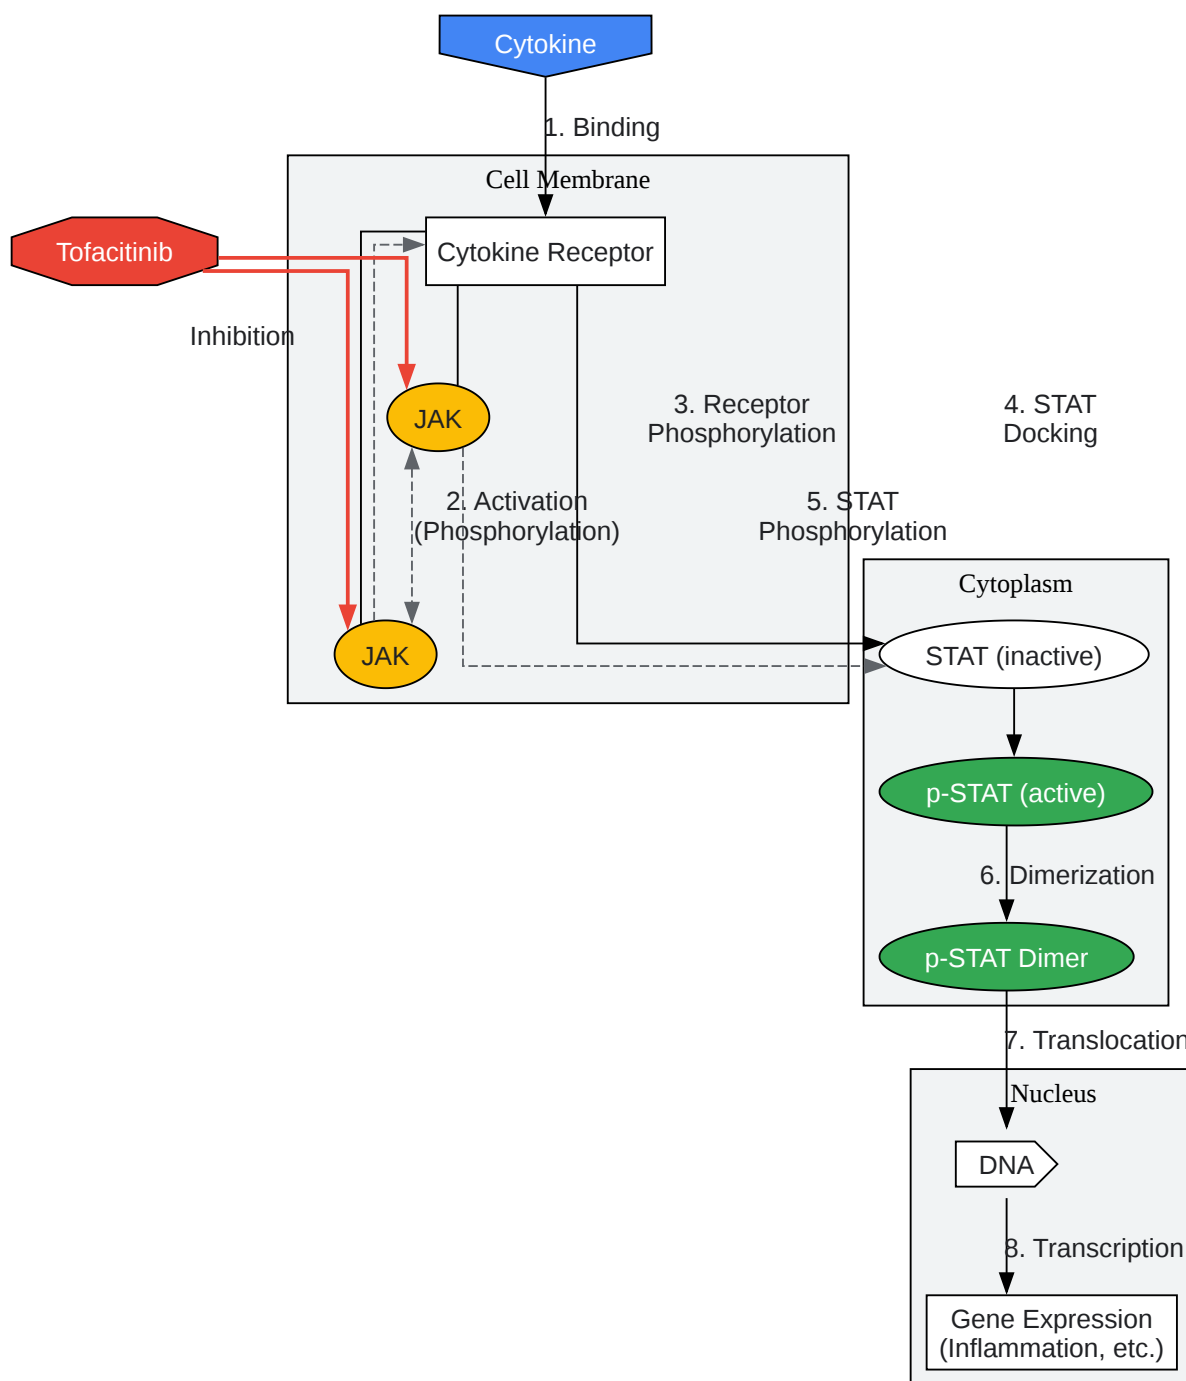 Cytokine
1. Binding
Cell Membrane
Tofacitinib
Cytokine Receptor
Inhibition
JAK
3. Receptor
Phosphorylation
4. STAT
Docking
2. Activation
(Phosphorylation)
5. STAT
Phosphorylation
Cytoplasm
JAK
STAT (inactive)
p-STAT (active)
6. Dimerization
p-STAT Dimer
7. Translocation
Nucleus
DNA
8. Transcription
Gene Expression
(Inflammation, etc.)